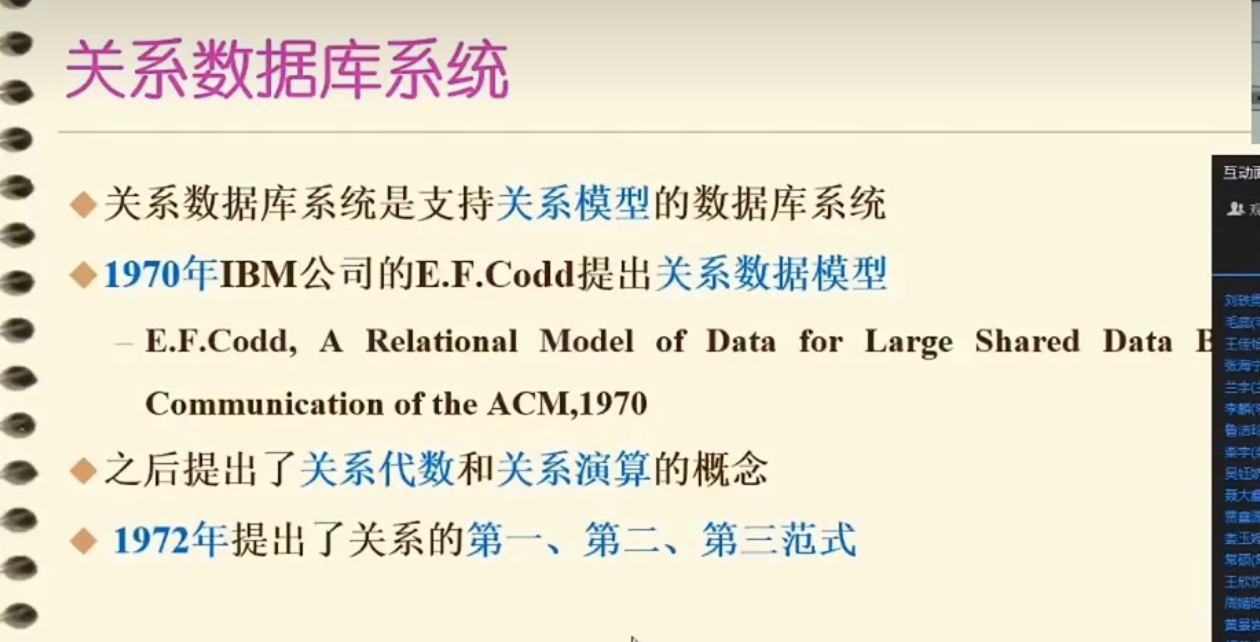 关系数据库系统
关系数据库系统是支持关系模型的数据库系统
1970年IBM公司的E.F.Codd提出关系数据模型
– E.F.Codd, A Relational Model of Data for Large Shared Data
Communication of the ACM,1970
之后提出了关系代数和关系演算的概念
1972年提出了关系的第一、第二、第三范式
互动面